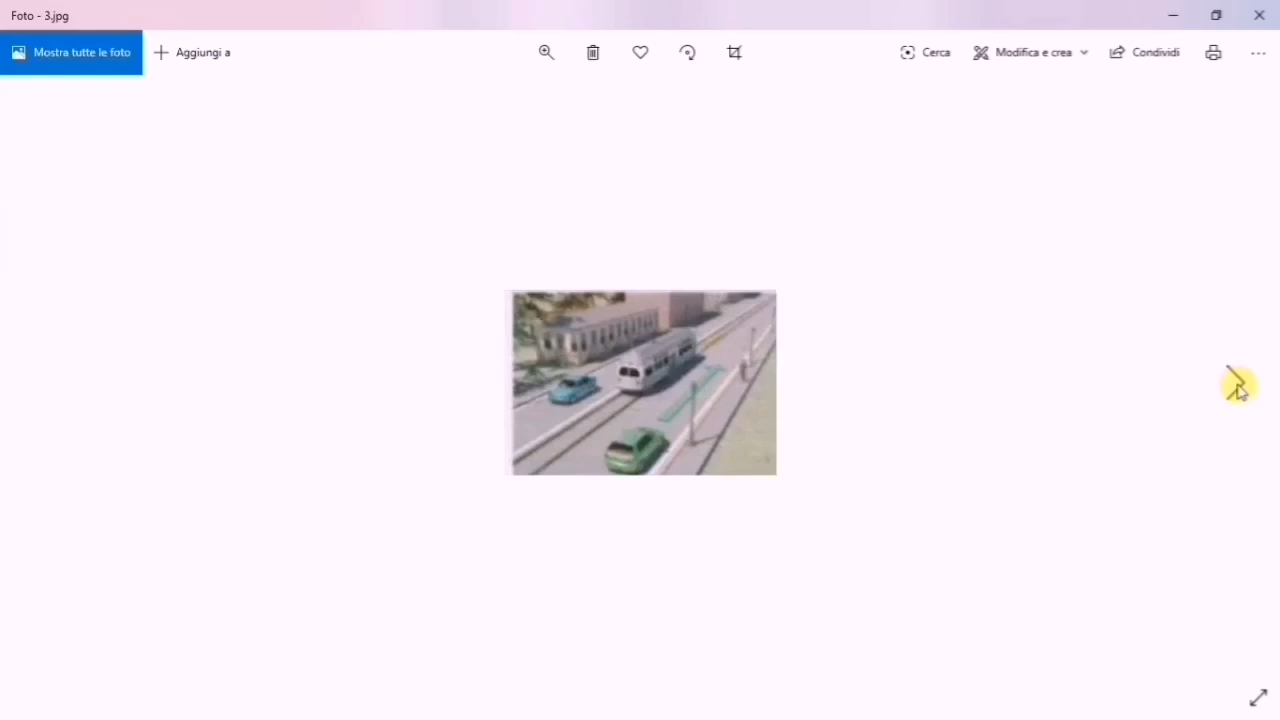 Foto - 3.jpg
Mostra tutte le foto
Aggiungi a
Cerca
Modifica e crea
Condividi